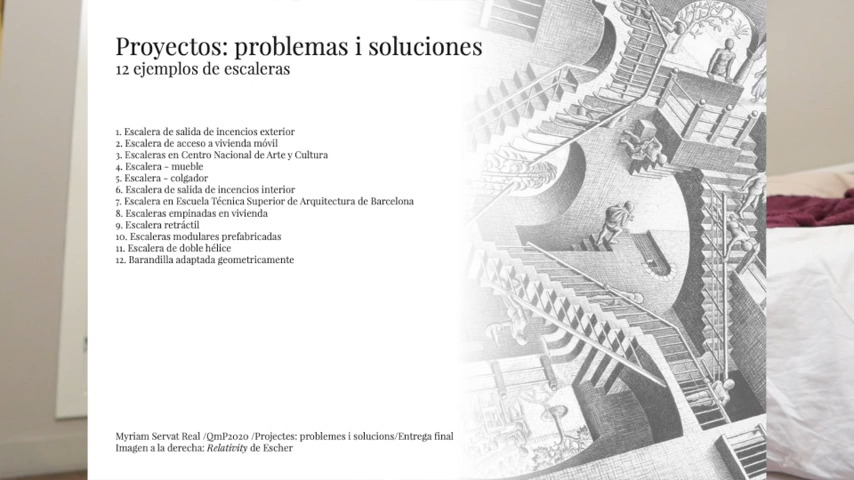 Proyectos: problemas i soluciones
12 ejemplos de escaleras
1. Escalera de salida de incencios exterior
2. Escalera de acceso a vivienda móvil
3. Escaleras en Centro Nacional de Arte y Cultura
4. Escalera - mueble
5. Escalera - colgador
6. Escalera de salida de incencios interior
7. Escalera en Escuela Técnica Superior de Arquitectura de Barcelona
8. Escaleras empinadas en vivienda
9. Escalera retráctil
10. Escaleras modulares prefabricadas
11. Escalera de doble hélice
12. Barandilla adaptada geometricamente
Myriam Servat Real /QmP2020 /Projectes: problemes i solucions/Entrega final
Imagen a la derecha: Relativity de Escher